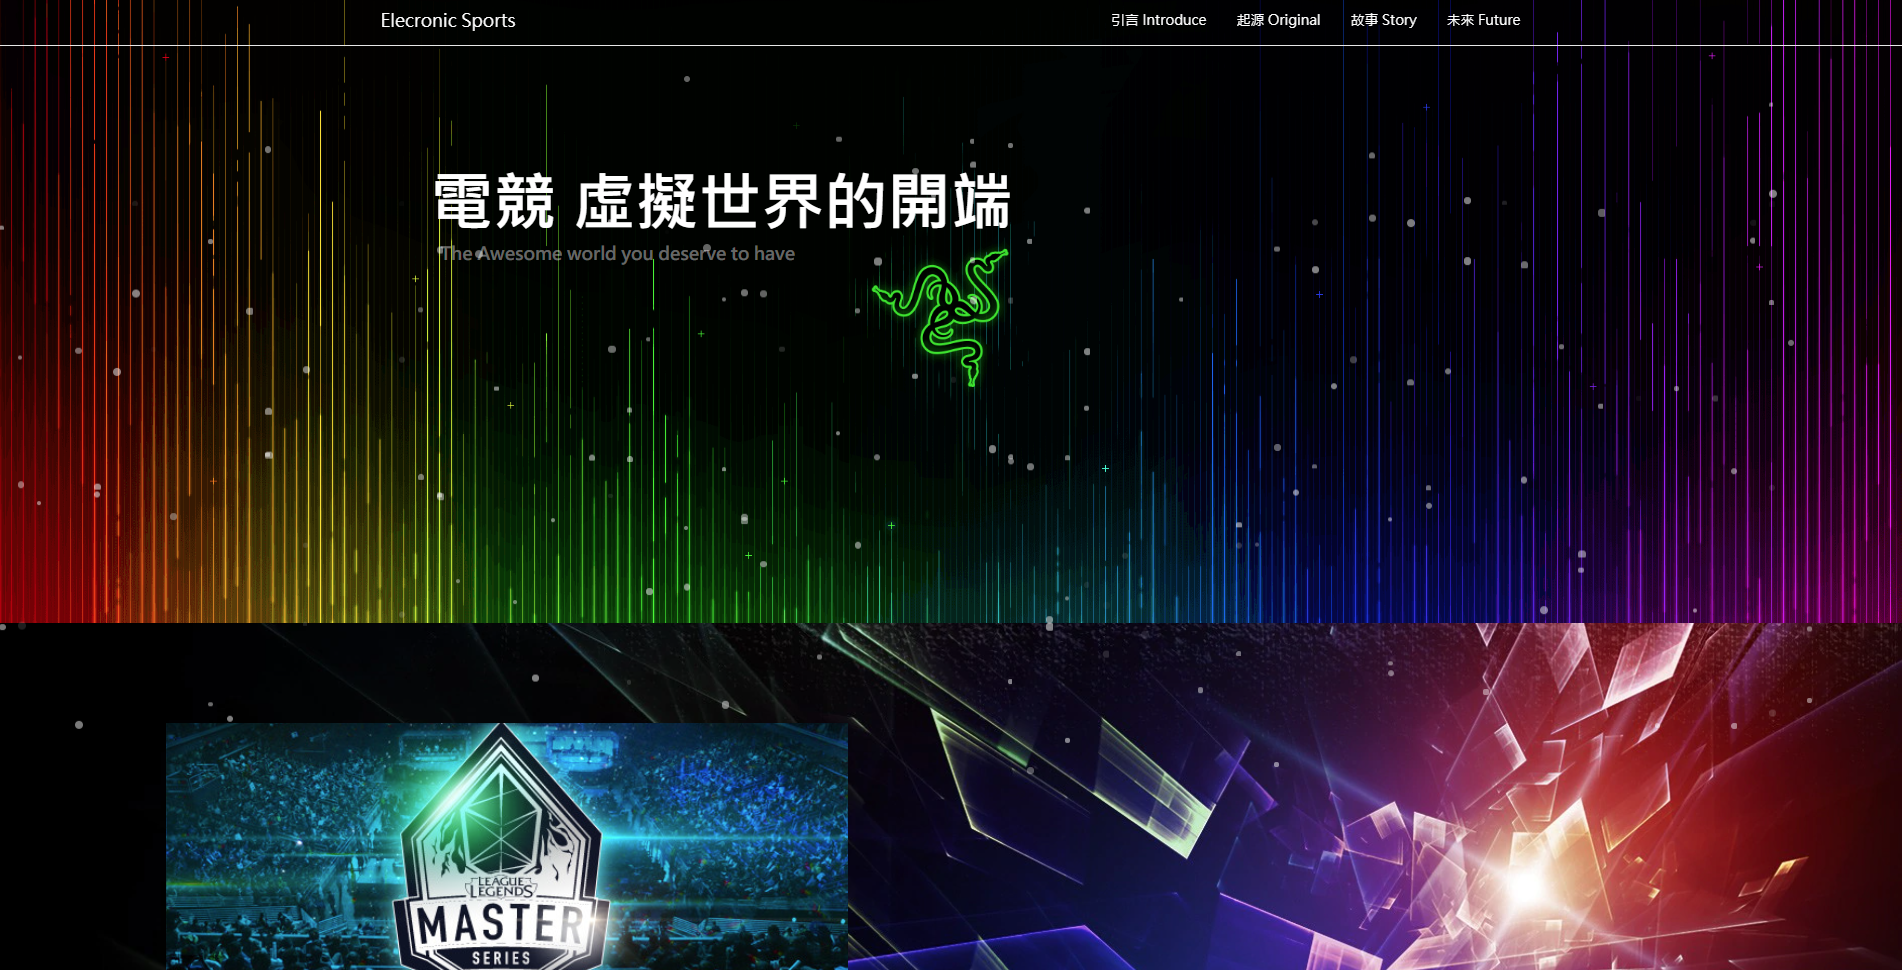 Elecronic Sports
引言 Introduce
起源 Original
故事 Story
未來 Future
電競 虛擬世界的開端
The Awesome world you deserve to have
LEAGUE
LEGENDS
MASTER
SERIES